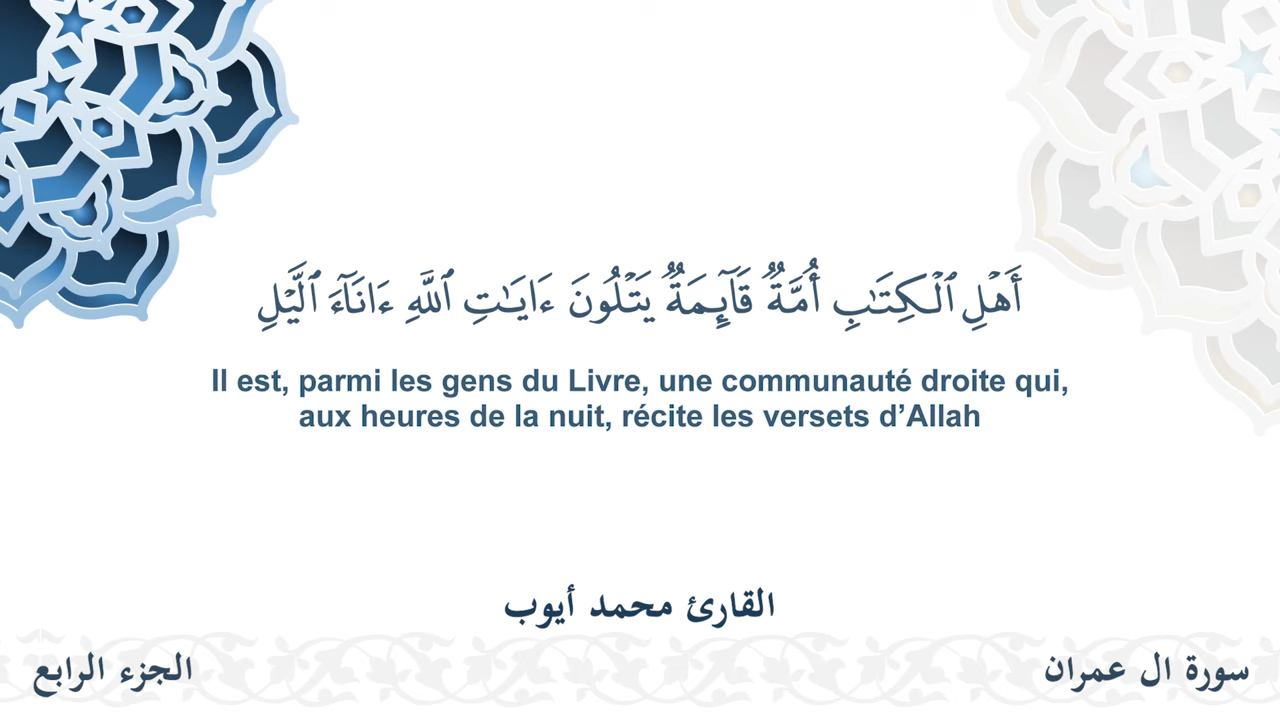 أَهۡلِ ٱلۡكِتَٰبِ أُمَّةٞ قَآئِمَةٞ يَتۡلُونَ ءَايَٰتِ ٱللَّهِ ءَانَآءَ ٱلَّيۡلِ
Il est, parmi les gens du Livre, une communauté droite qui,
aux heures de la nuit, récite les versets d’Allah
القارئ محمد أيوب
سورة ال عمران
الجزء الرابع